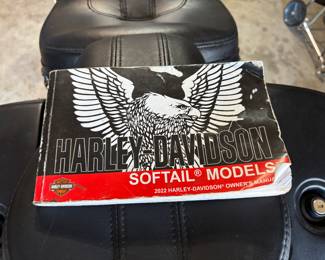 HARLEY-DAVIDSON
SOFTAIL® MODELS
2022 HARLEY-DAVIDSON® OWNER'S MANUAL